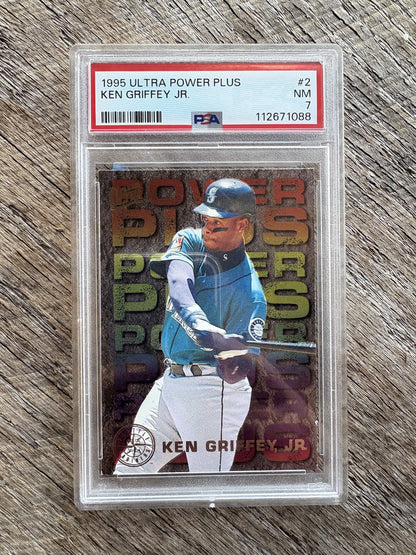 1995 ULTRA POWER PLUS #2
KEN GRIFFEY JR. NM
PSA 7
112671088
POWER
PLUS
POWER
PLUS
POWER
S
KEN GRIFFEY, JR.